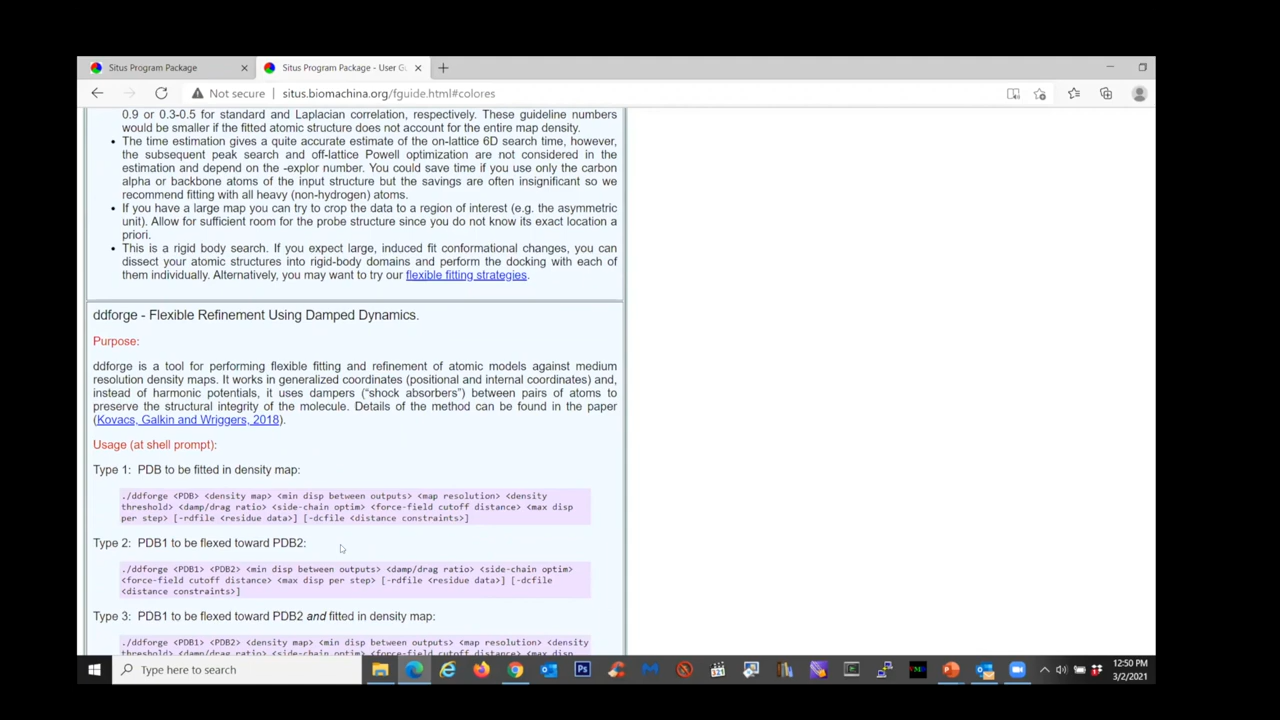 Situs Program Package
Situs Program Package - User G
Not secure | situs.biomachina.org/fguide.html#colores
0.9 or 0.3-0.5 for standard and Laplacian correlation, respectively. These guideline numbers
would be smaller if the fitted atomic structure does not account for the entire map density.
• The time estimation gives a quite accurate estimate of the on-lattice 6D search time, however,
the subsequent peak search and off-lattice Powell optimization are not considered in the
estimation and depend on the -explor number. You could save time if you use only the carbon
alpha or backbone atoms of the input structure but the savings are often insignificant so we
recommend fitting with all heavy (non-hydrogen) atoms.
• If you have a large map you can try to crop the data to a region of interest (e.g. the asymmetric
unit). Allow for sufficient room for the probe structure since you do not know its exact location a
priori.
• This is a rigid body search. If you expect large, induced fit conformational changes, you can
dissect your atomic structures into rigid-body domains and perform the docking with each of
them individually. Alternatively, you may want to try our flexible fitting strategies.
ddforge - Flexible Refinement Using Damped Dynamics.
Purpose:
ddforge is a tool for performing flexible fitting and refinement of atomic models against medium
resolution density maps. It works in generalized coordinates (positional and internal coordinates) and,
instead of harmonic potentials, it uses dampers (“shock absorbers”) between pairs of atoms to
preserve the structural integrity of the molecule. Details of the method can be found in the paper
(Kovacs, Galkin and Wriggers, 2018).
Usage (at shell prompt):
Type 1: PDB to be fitted in density map:
./ddforge <PDB> <density map> <min disp between outputs> <map resolution> <density
threshold> <damp/drag ratio> <side-chain optim> <force-field cutoff distance> <max disp
per step> [-rdfile <residue data>] [-dcfile <distance constraints>]
Type 2: PDB1 to be flexed toward PDB2:
./ddforge <PDB1> <PDB2> <min disp between outputs> <damp/drag ratio> <side-chain optim>
<force-field cutoff distance> <max disp per step> [-rdfile <residue data>] [-dcfile
<distance constraints>]
Type 3: PDB1 to be flexed toward PDB2 and fitted in density map:
./ddforge <PDB1> <PDB2> <density map> <min disp between outputs> <map resolution> <density
threshold> <damp/drag ratio> <side-chain optim> <force-field cutoff distance> <max disp
Type here to search
12:50 PM
3/2/2021